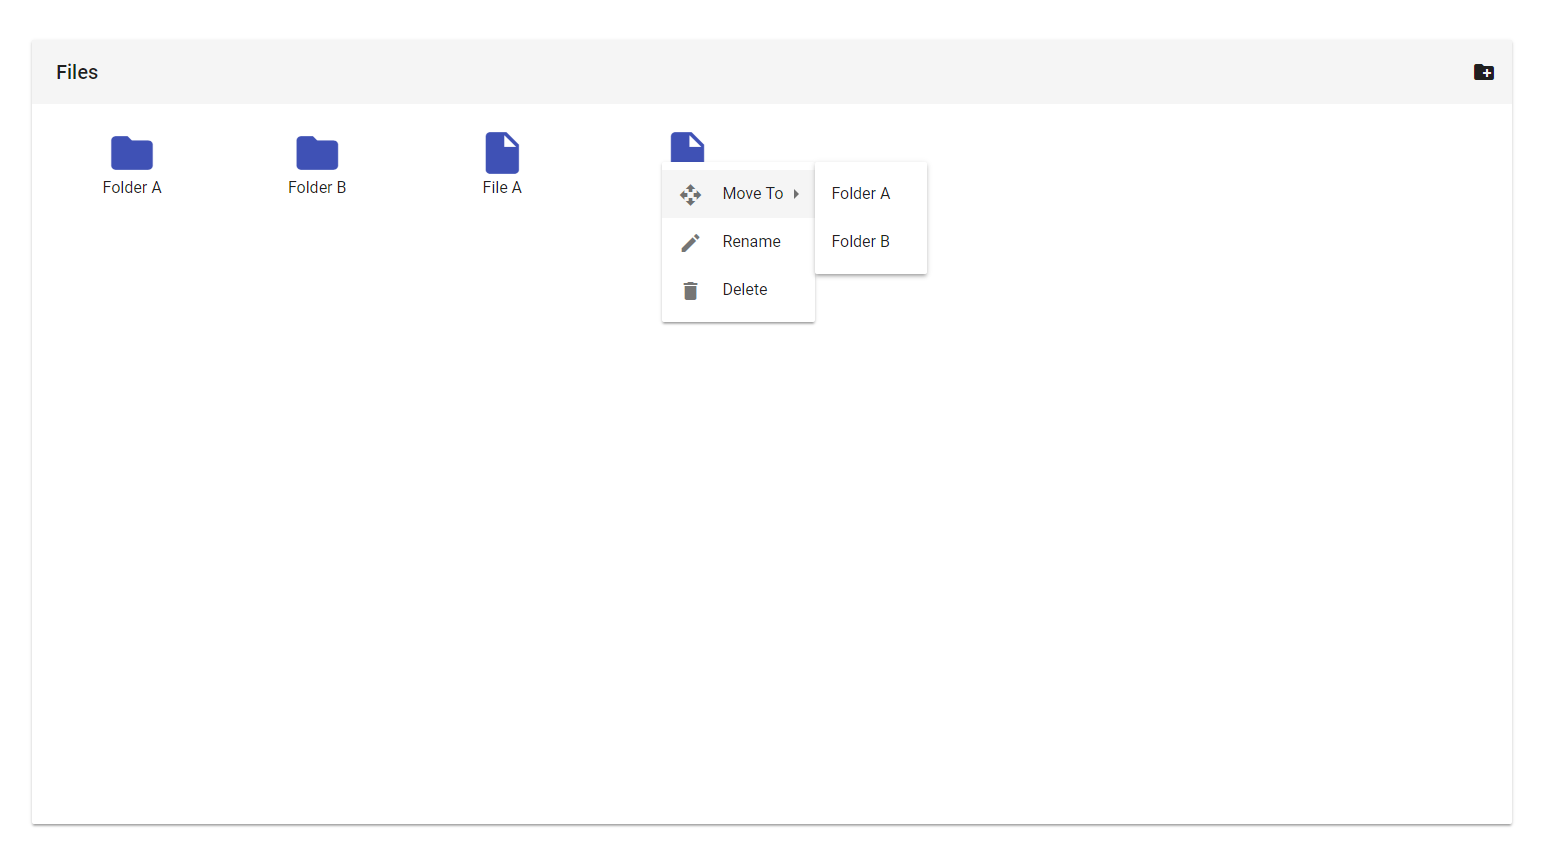 Files
Folder A
Folder B
File A
Move To
Rename
Delete
Folder A
Folder B